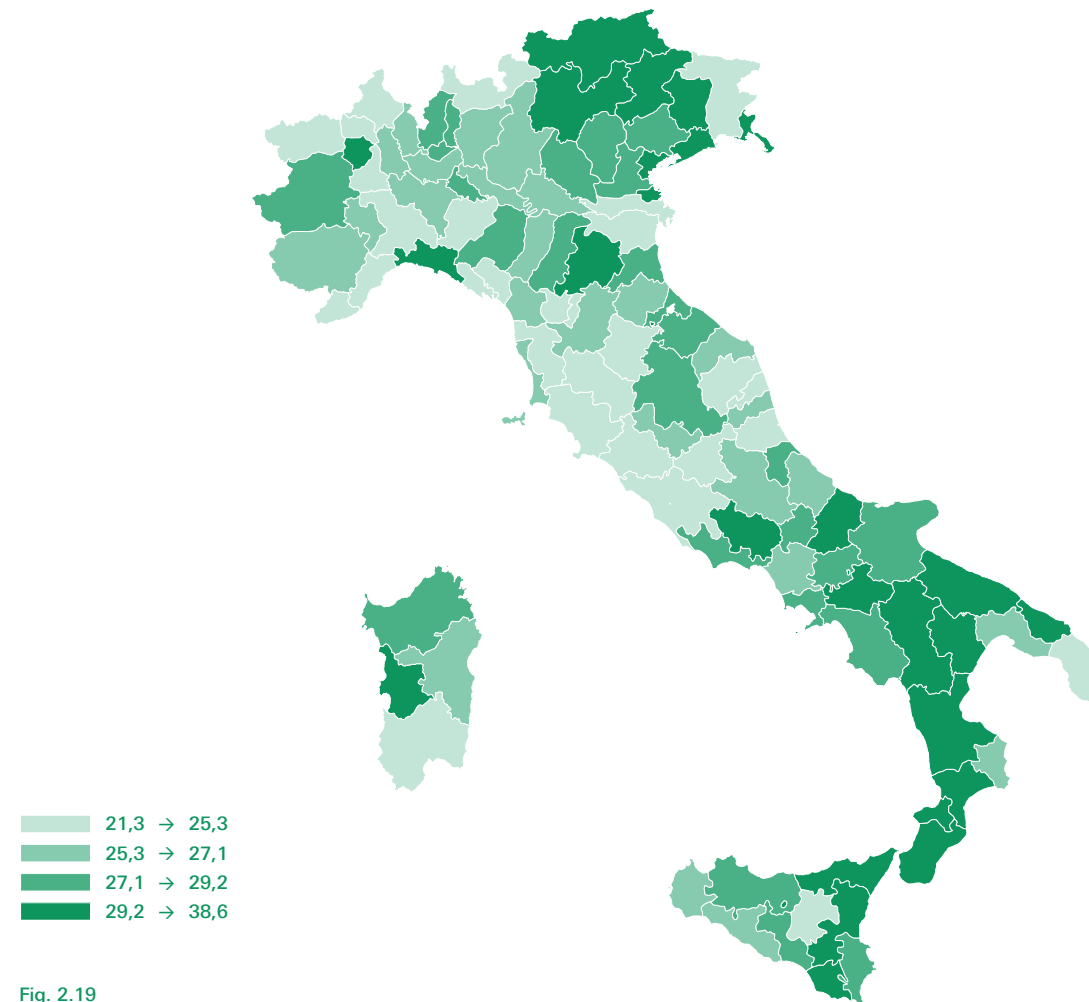 21,3 → 25,3
25,3 → 27,1
27,1 → 29,2
29,2 → 38,6
Fig. 2.19